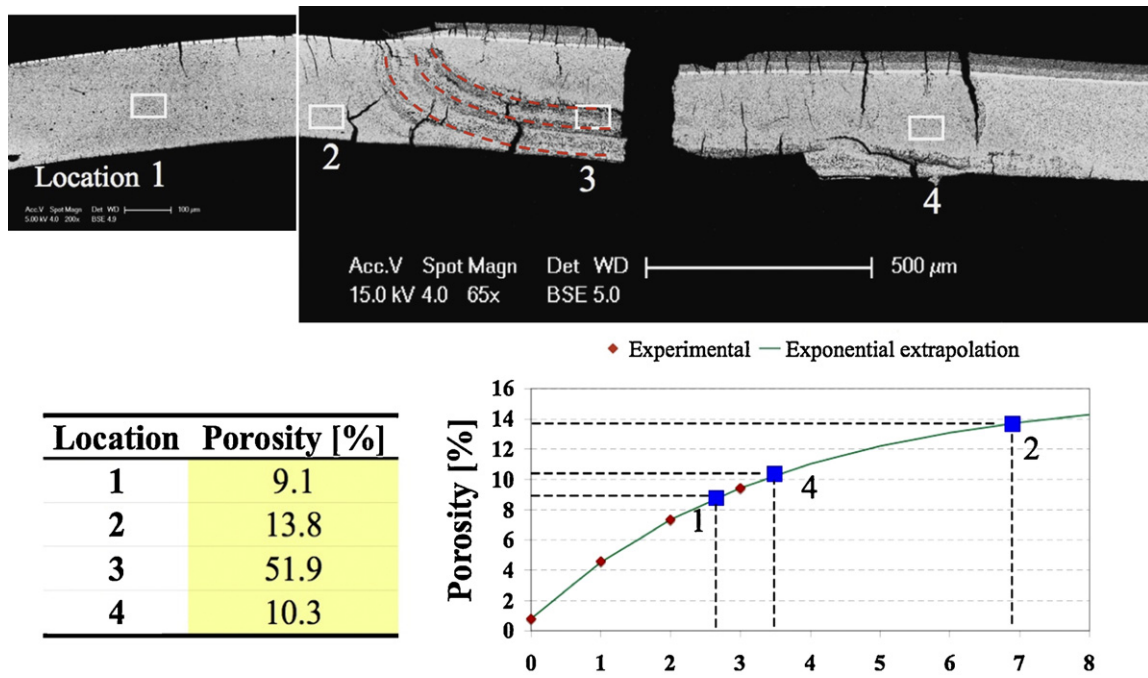 Location 1
Acc.V Spot Magn Det WD
5.00 kV 4.0 200x BSE 4.9
100 µm
2
3
4
Acc.V Spot Magn Det WD
15.0 kV 4.0 65x BSE 5.0
500 µm
Location Porosity [%]
1 9.1
2 13.8
3 51.9
4 10.3
Experimental Exponential extrapolation
Porosity [%]
16
14
12
10
8
6
4
2
0
2
4
1
0 1 2 3 4 5 6 7 8